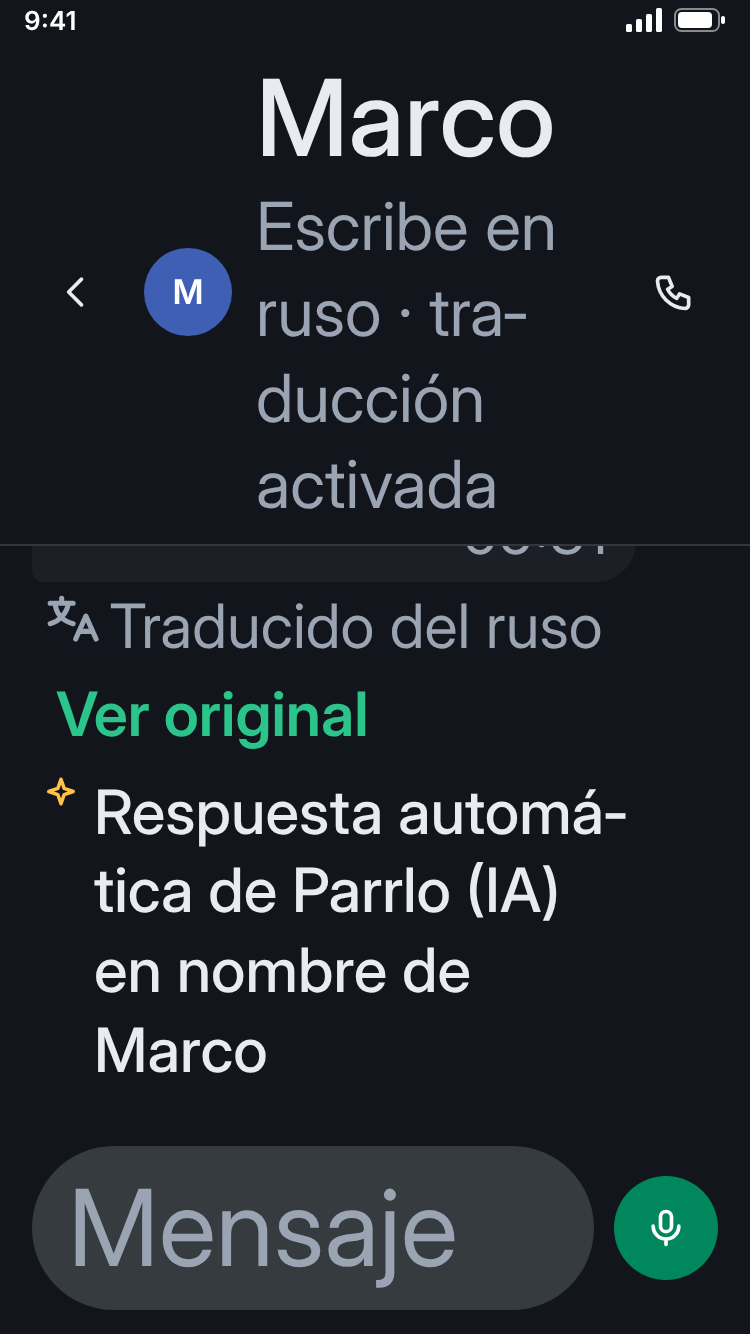 9:41
Marco
Escribe en
ruso · tra-
ducción
activada
M
Traducido del ruso
Ver original
Respuesta automá-
tica de Parrlo (IA)
en nombre de
Marco
Mensaje